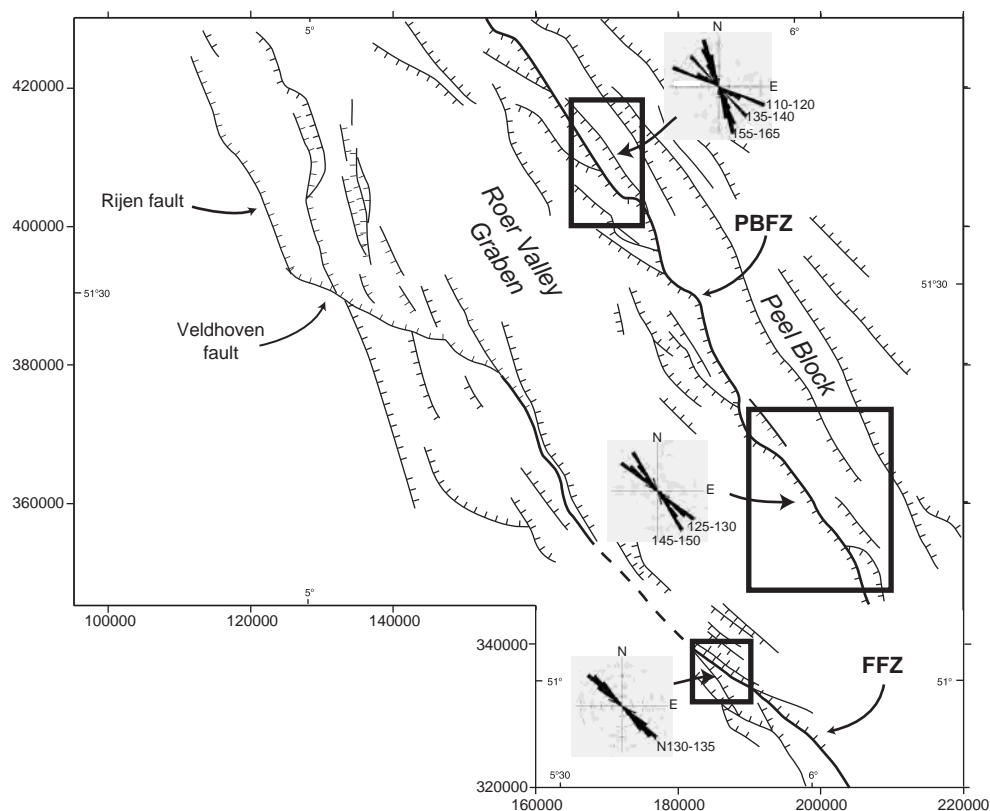 5°
6°
N
420000
E
110-120
135-140
155-165
Rijen fault
400000
Roer Valley
Graben
PBFZ
51°30
51°30
Peel Block
Veldhoven
fault
380000
N
E
125-130
145-150
360000
5°
100000
120000
140000
340000
N
51°
E
FFZ
51°
N130-135
5°30
6°
320000
160000
180000
200000
220000